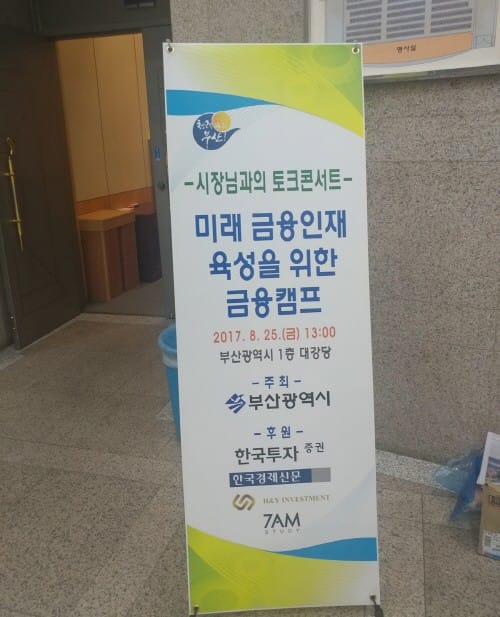 영사실
부산!
-시장님과의 토크콘서트-
미래 금융인재
육성을 위한
금융캠프
2017. 8. 25.(금) 13:00
부산광역시 1층 대강당
- 주 최 -
부산광역시
- 후 원 -
한국투자 증권
한국경제신문
H&Y INVESTMENT
7AM
STUDY